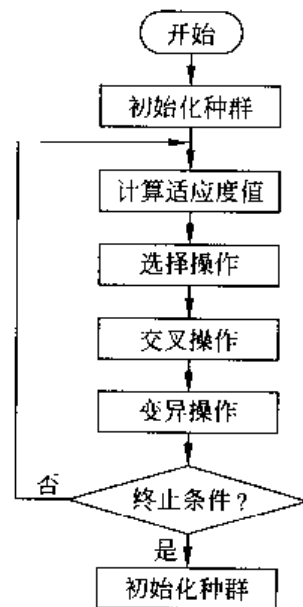 开始
初始化种群
计算适应度值
选择操作
交叉操作
变异操作
否
终止条件?
是
初始化种群